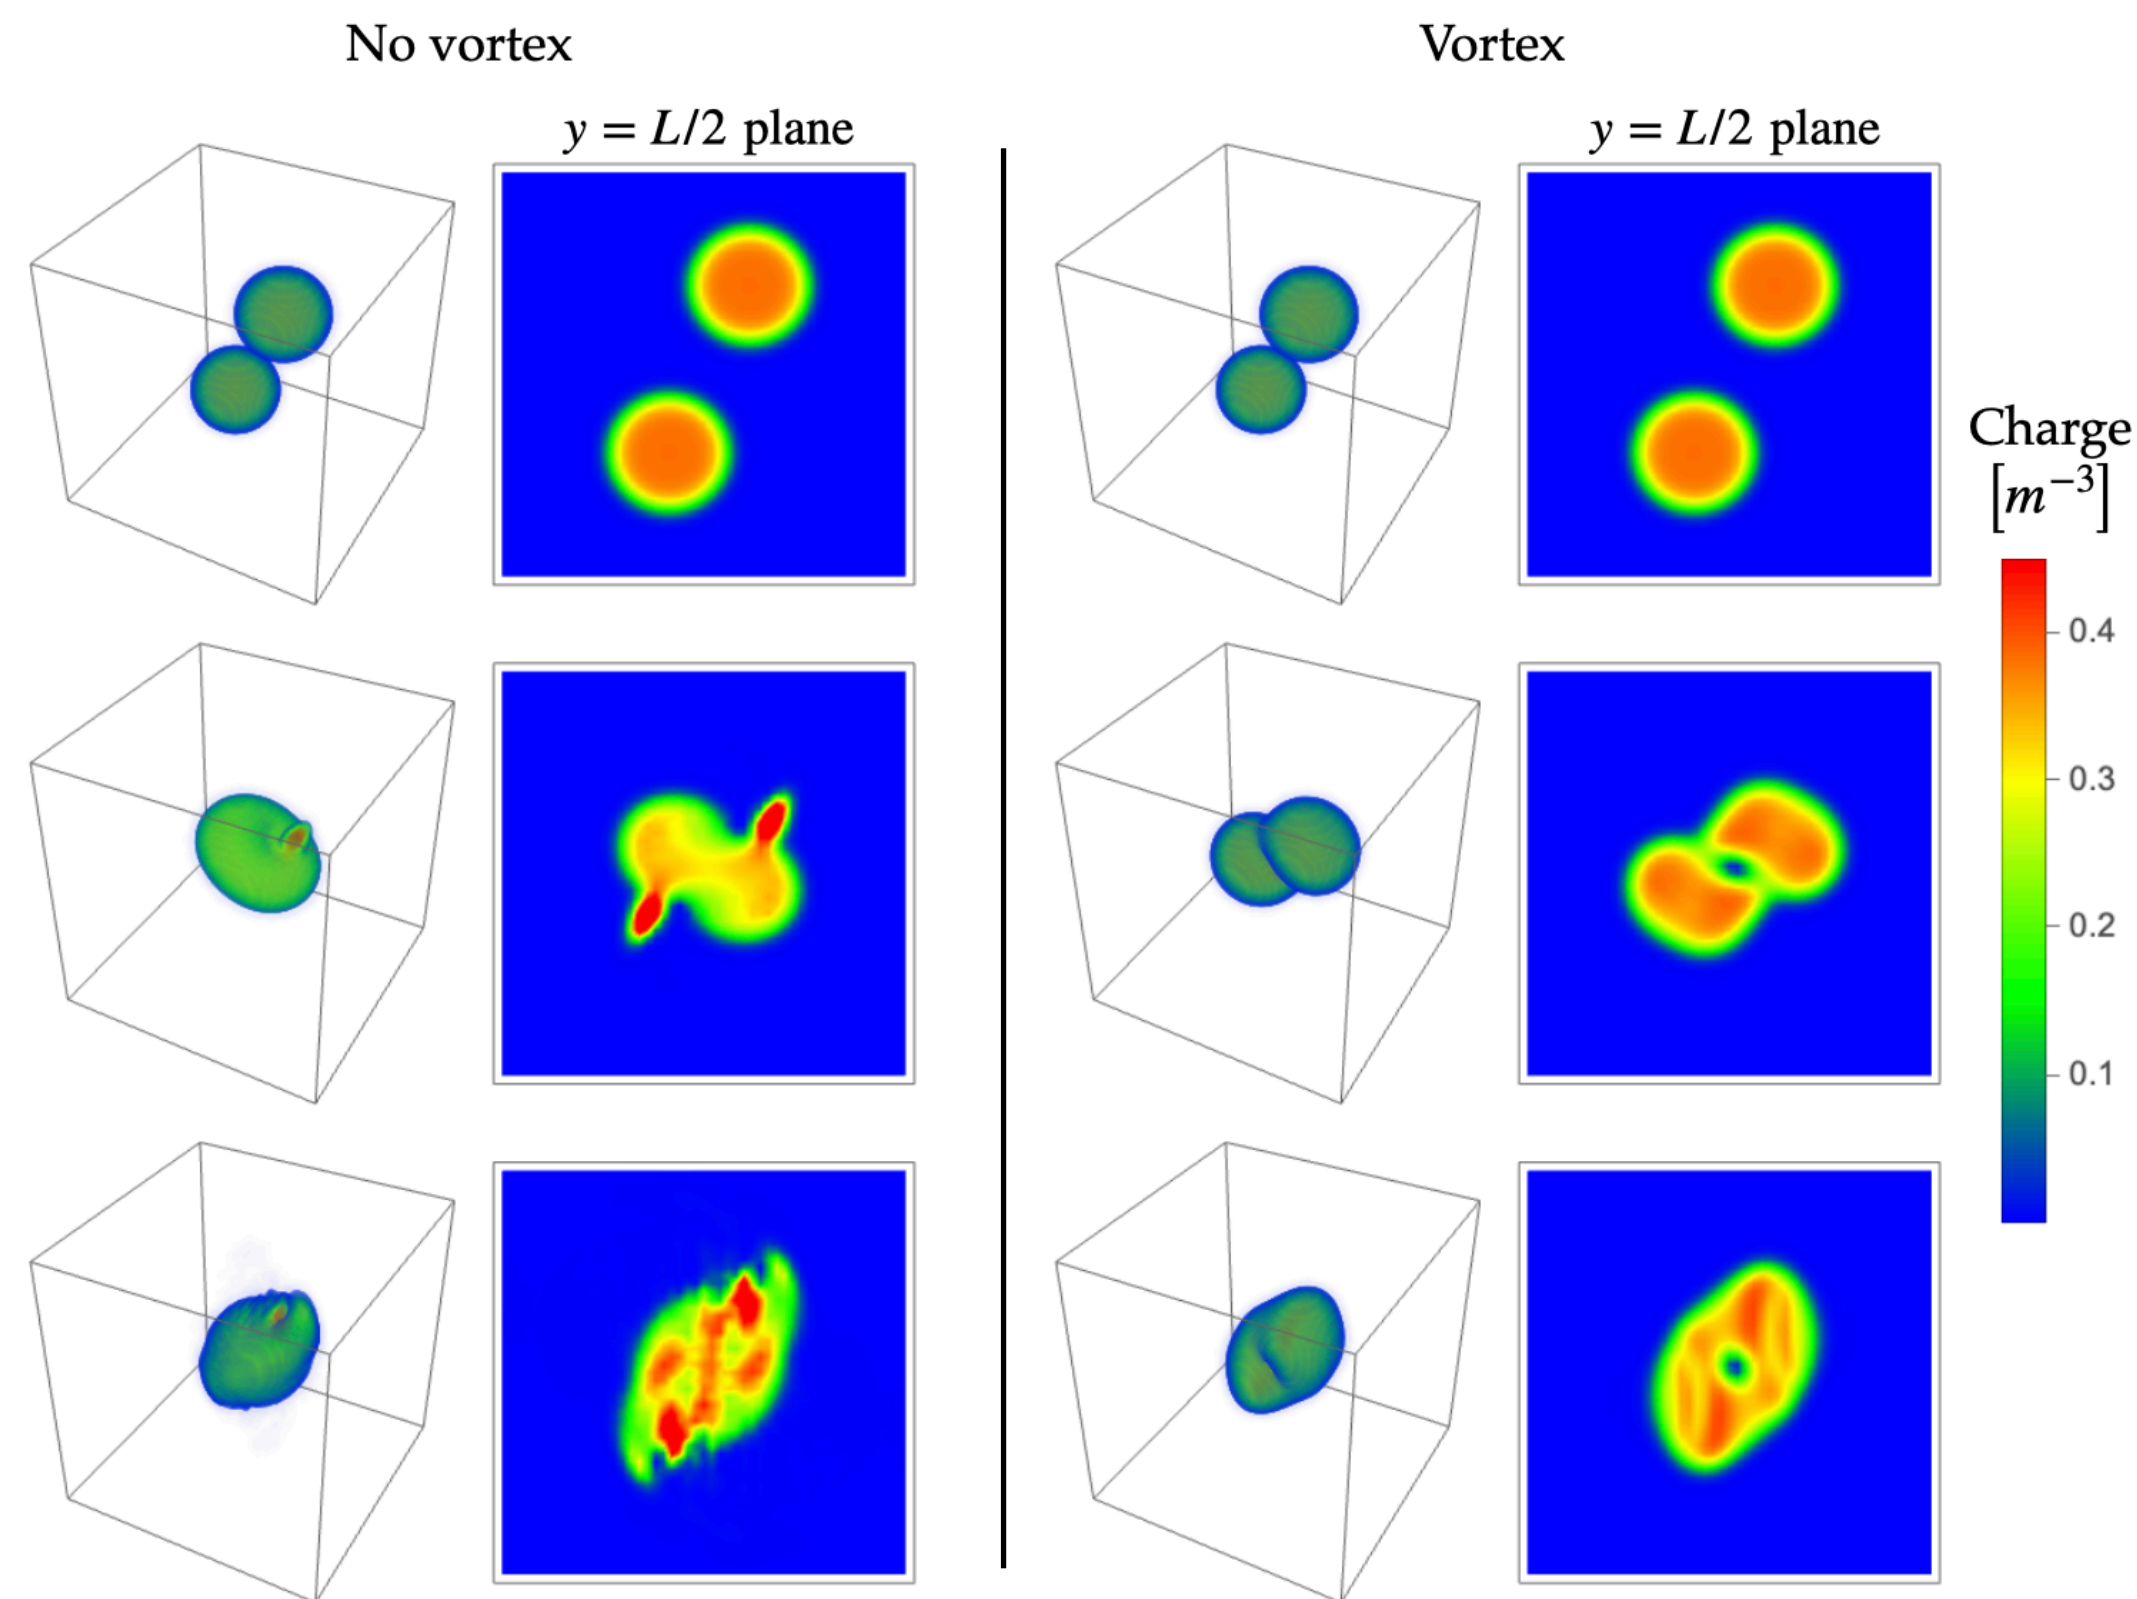 No vortex
Vortex
y = L/2 plane
y = L/2 plane
Charge
[m⁻³]
0.4
0.3
0.2
0.1